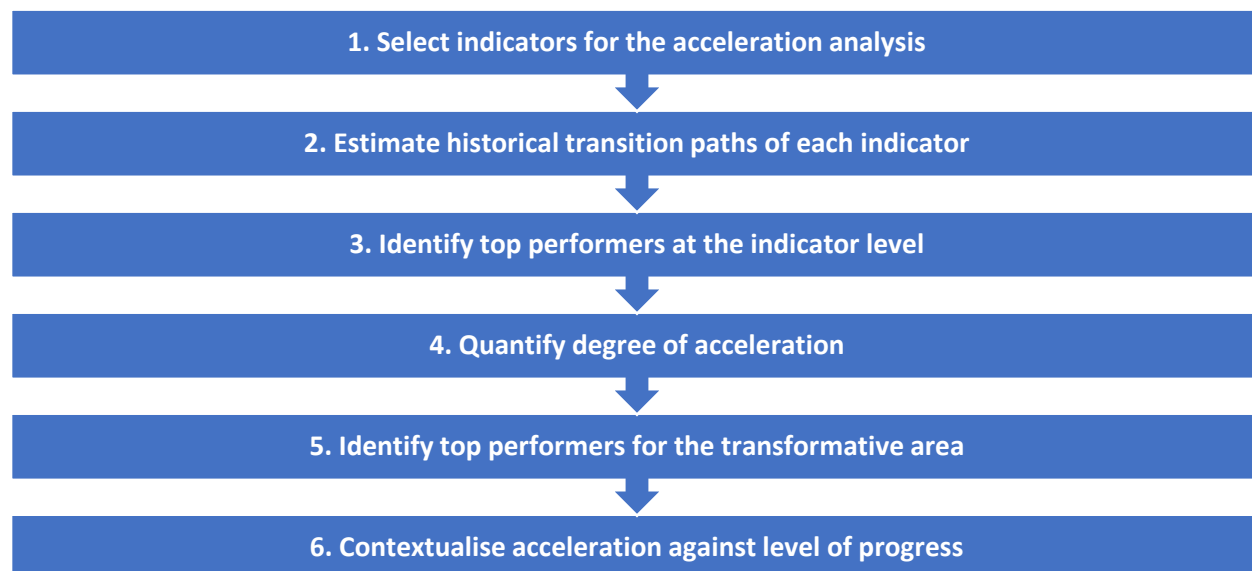 1. Select indicators for the acceleration analysis
2. Estimate historical transition paths of each indicator
3. Identify top performers at the indicator level
4. Quantify degree of acceleration
5. Identify top performers for the transformative area
6. Contextualise acceleration against level of progress